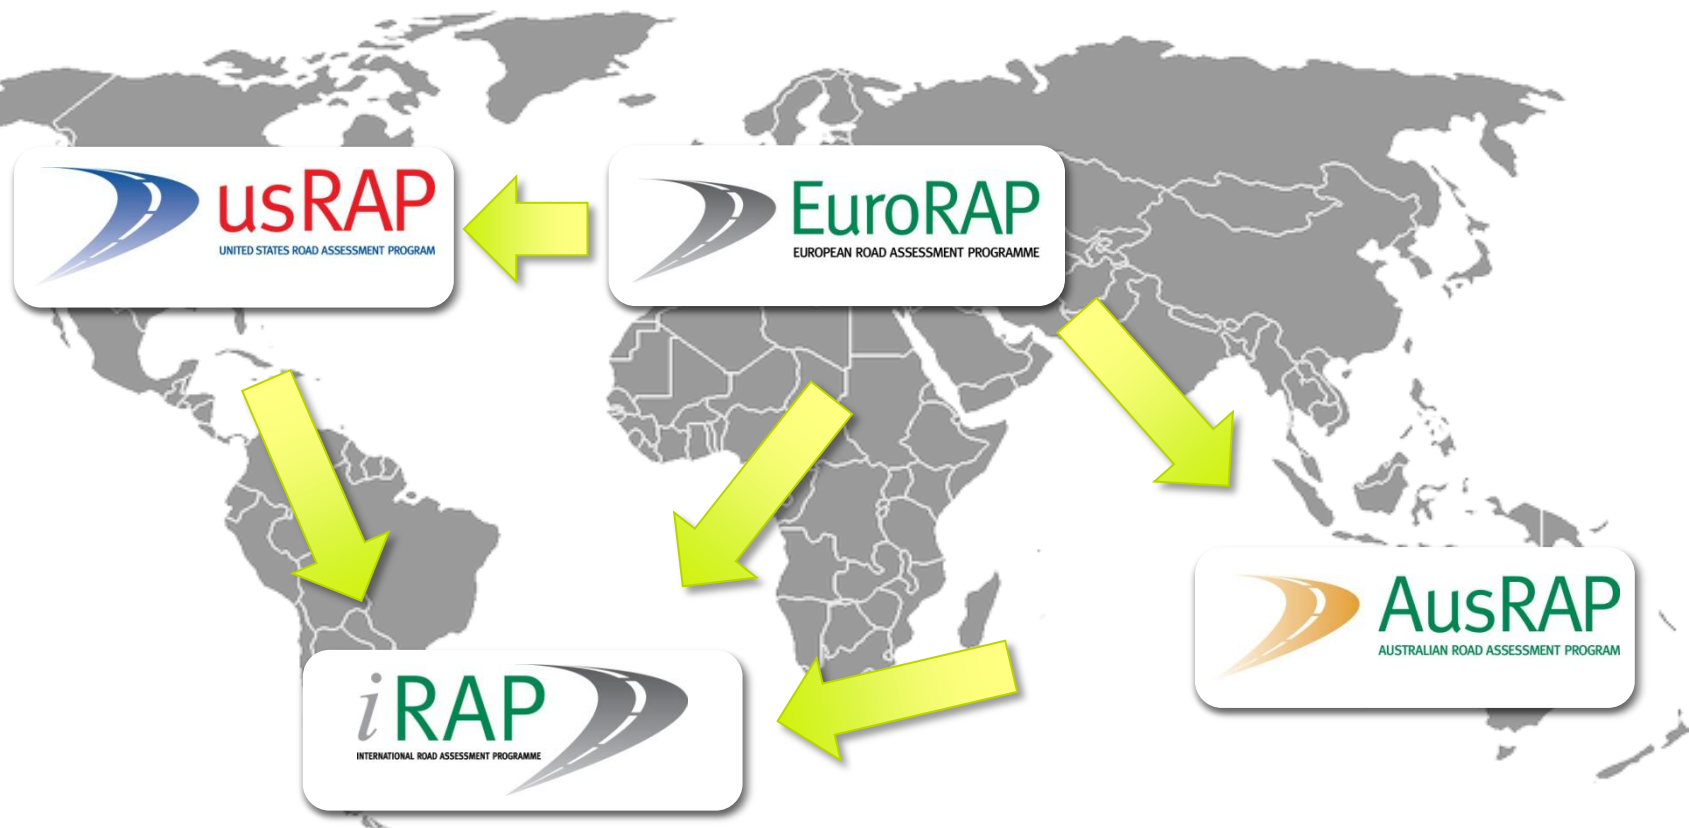 usRAP
UNITED STATES ROAD ASSESSMENT PROGRAM
EuroRAP
EUROPEAN ROAD ASSESSMENT PROGRAMME
AusRAP
AUSTRALIAN ROAD ASSESSMENT PROGRAM
iRAP
INTERNATIONAL ROAD ASSESSMENT PROGRAMME